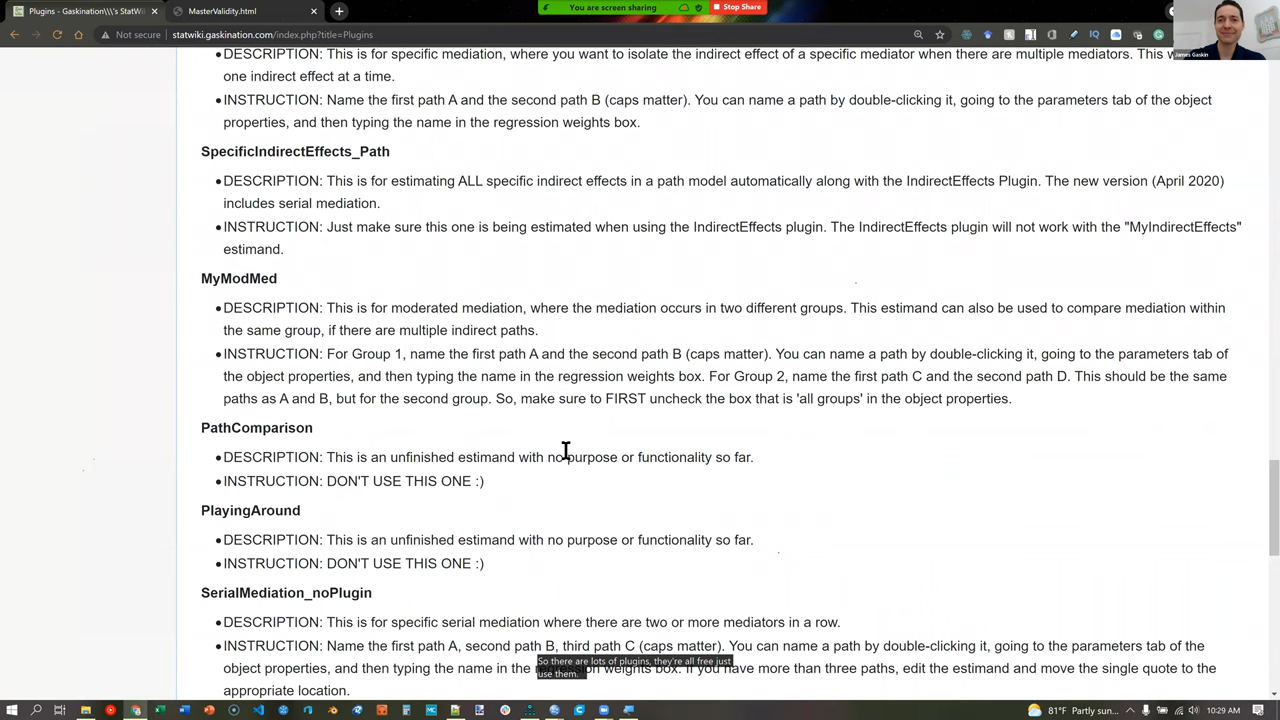 Plugins - Gaskination\\\ StatWi
MasterValidity.html
You are screen sharing
Stop Share
Not secure
statwiki.gaskination.com/index.php?title=Plugins
James Gaskin
•DESCRIPTION: This is for specific mediation, where you want to isolate the indirect effect of a specific mediator when there are multiple mediators. This w
one indirect effect at a time.
•INSTRUCTION: Name the first path A and the second path B (caps matter). You can name a path by double-clicking it, going to the parameters tab of the object
properties, and then typing the name in the regression weights box.
SpecificIndirectEffects_Path
•DESCRIPTION: This is for estimating ALL specific indirect effects in a path model automatically along with the IndirectEffects Plugin. The new version (April 2020)
includes serial mediation.
•INSTRUCTION: Just make sure this one is being estimated when using the IndirectEffects plugin. The IndirectEffects plugin will not work with the "MyIndirectEffects"
estimand.
MyModMed
•DESCRIPTION: This is for moderated mediation, where the mediation occurs in two different groups. This estimand can also be used to compare mediation within
the same group, if there are multiple indirect paths.
•INSTRUCTION: For Group 1, name the first path A and the second path B (caps matter). You can name a path by double-clicking it, going to the parameters tab of
the object properties, and then typing the name in the regression weights box. For Group 2, name the first path C and the second path D. This should be the same
paths as A and B, but for the second group. So, make sure to FIRST uncheck the box that is 'all groups' in the object properties.
PathComparison
•DESCRIPTION: This is an unfinished estimand with no purpose or functionality so far.
•INSTRUCTION: DON'T USE THIS ONE :)
PlayingAround
•DESCRIPTION: This is an unfinished estimand with no purpose or functionality so far.
•INSTRUCTION: DON'T USE THIS ONE :)
SerialMediation_noPlugin
•DESCRIPTION: This is for specific serial mediation where there are two or more mediators in a row.
•INSTRUCTION: Name the first path A, second path B, third path C (caps matter). You can name a path by double-clicking it, going to the parameters tab of the
object properties, and then typing the name in the regression weights box. If you have more than three paths, edit the estimand and move the single quote to the
appropriate location.
So there are lots of plugins, they're all free just
use them.
81°F Partly sun...
10:29 AM